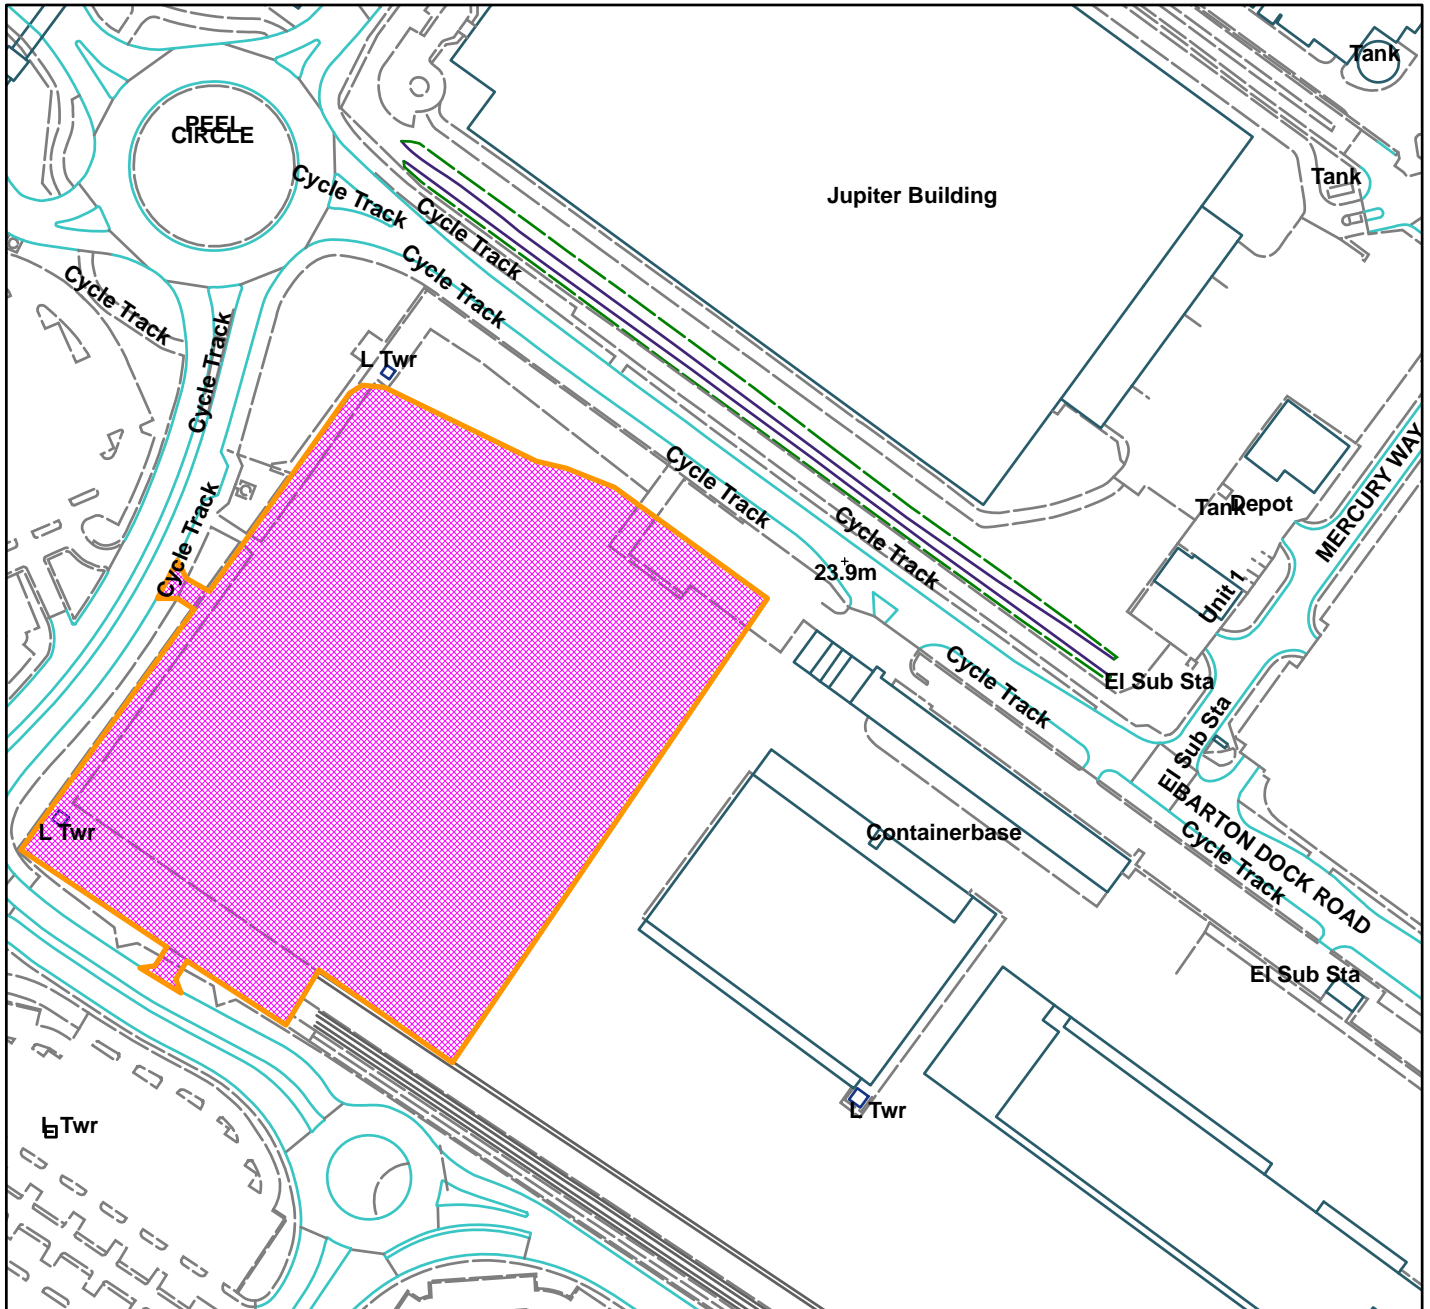 Tank
PEEL
CIRCLE
Tank
Cycle Track
Jupiter Building
Cycle Track
Cycle Track
Cycle Track
Cycle Track
L Twr
MERCURY WAY
Cycle Track
Tank
Depot
Cycle Track
Cycle Track
23.9m
Unit 1
Cycle Track
El Sub Sta
El Sub Sta
L Twr
Containerbase
BARTON DOCK ROAD
Cycle Track
El Sub Sta
L Twr
L Twr